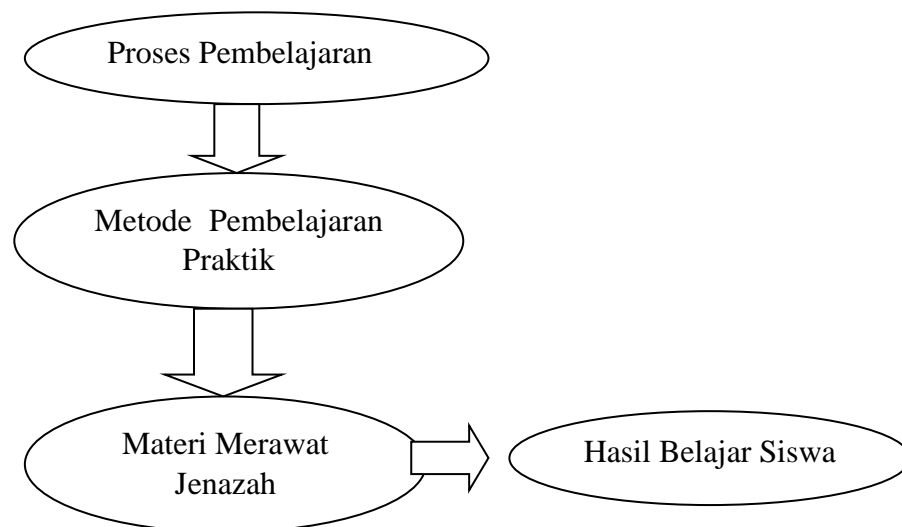 Proses Pembelajaran
Metode Pembelajaran
Praktik
Materi Merawat
Jenazah
Hasil Belajar Siswa